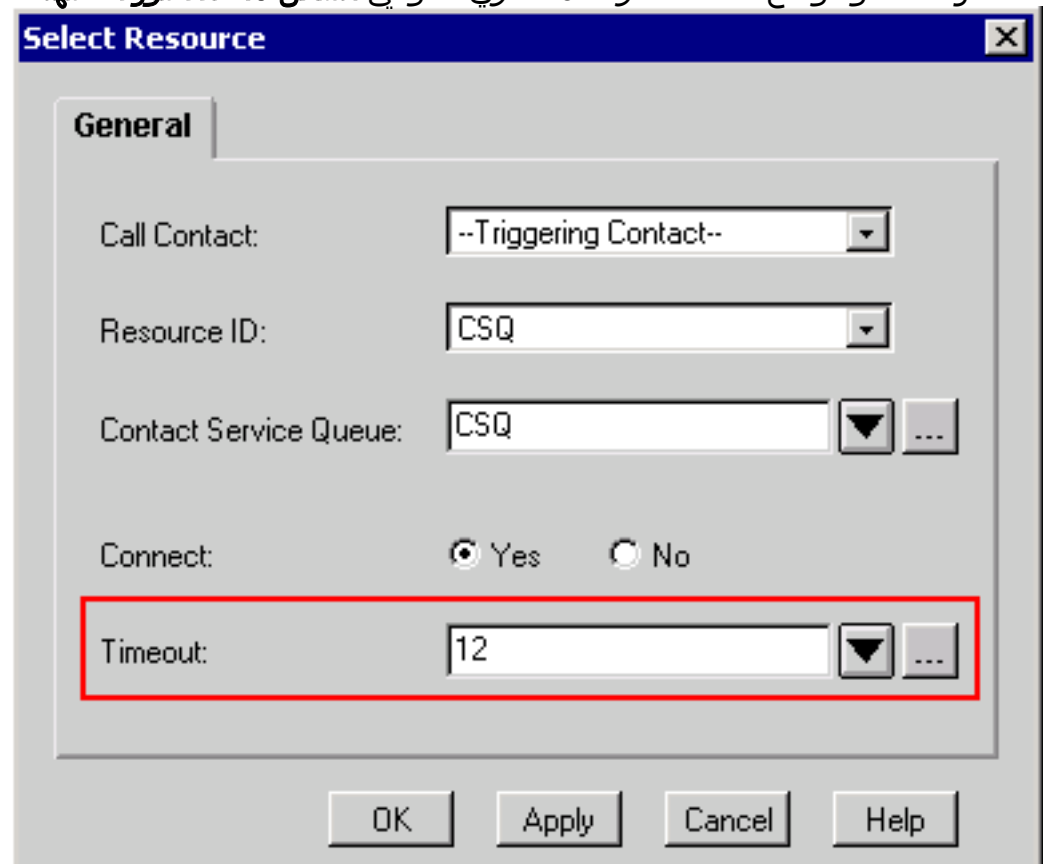 Select Resource
General
Call Contact: --Triggering Contact--
Resource ID: CSQ
Contact Service Queue: CSQ ...
Connect: Yes No
Timeout: 12 ...
OK Apply Cancel Help